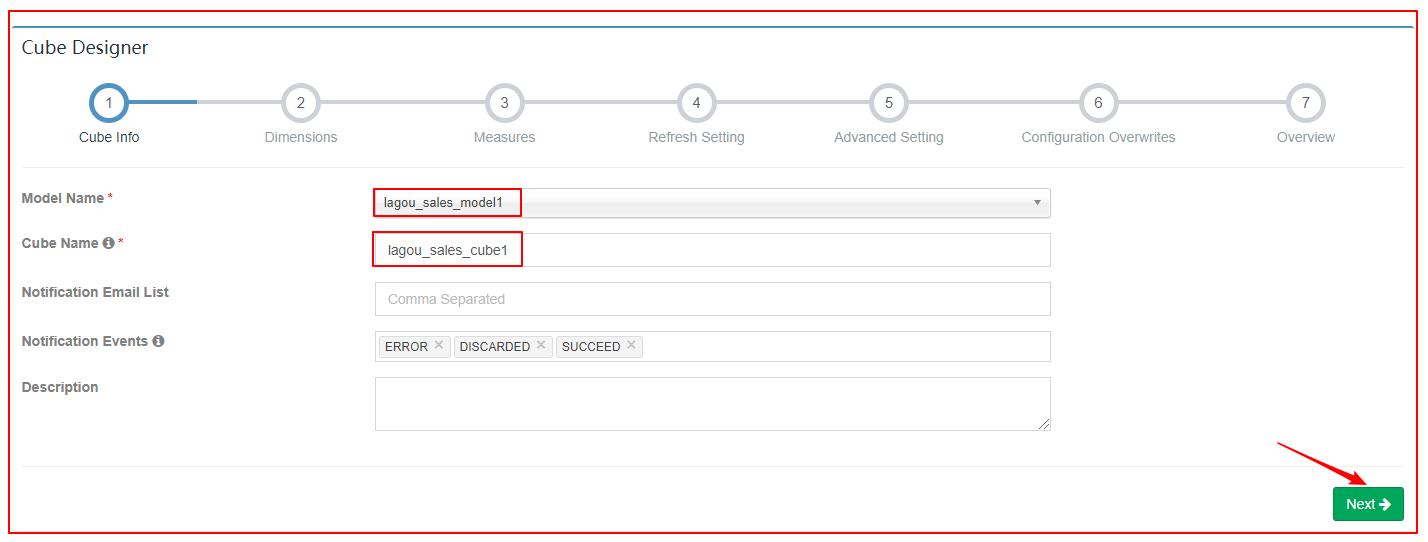 Cube Designer
1 2 3 4 5 6 7
Cube Info Dimensions Measures Refresh Setting Advanced Setting Configuration Overwrites Overview
Model Name * lagou_sales_model1
Cube Name * lagou_sales_cube1
Notification Email List Comma Separated
Notification Events ERROR × DISCARDED × SUCCEED ×
Description
Next